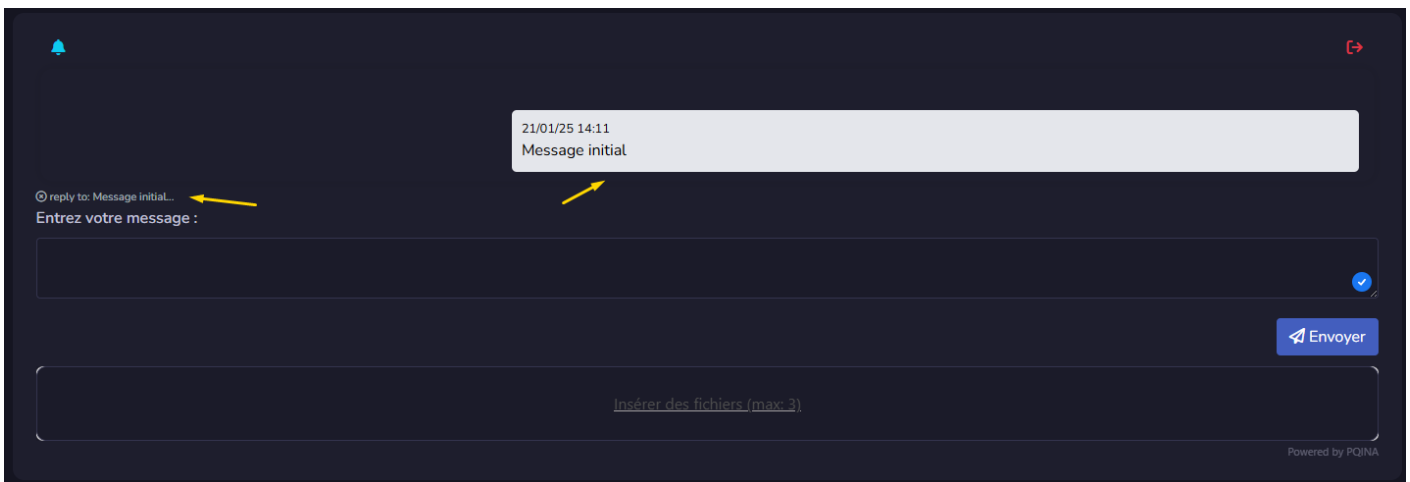 21/01/25 14:11
Message initial
reply to: Message initial...
Entrez votre message :
Envoyer
Insérer des fichiers (max: 3)
Powered by PQINA